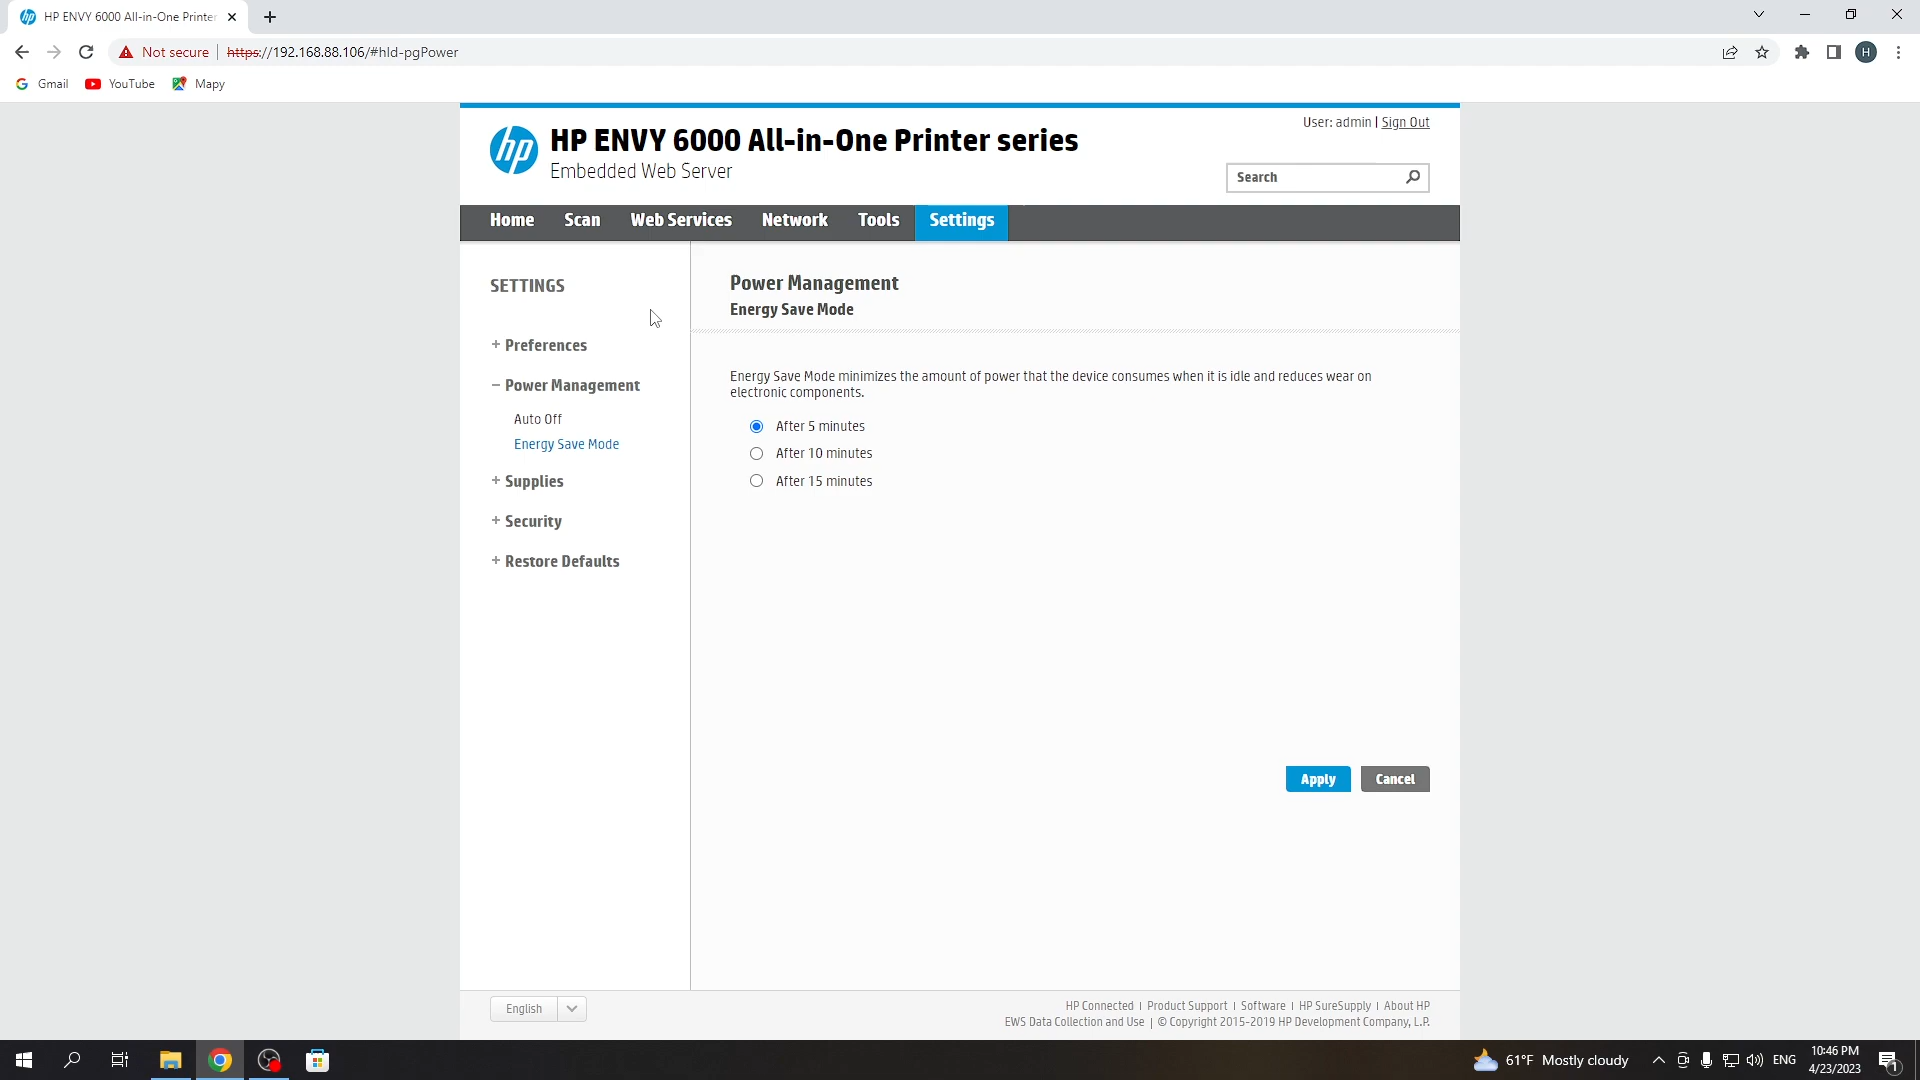 HP ENVY 6000 All-in-One Printer
Not secure
https://192.168.88.106/#hId-pgPower
H
Gmail
YouTube
Mapy
hp
HP ENVY 6000 All-in-One Printer series
Embedded Web Server
User: admin | Sign Out
Search
Home
Scan
Web Services
Network
Tools
Settings
SETTINGS
+ Preferences
– Power Management
Auto Off
Energy Save Mode
+ Supplies
+ Security
+ Restore Defaults
Power Management
Energy Save Mode
Energy Save Mode minimizes the amount of power that the device consumes when it is idle and reduces wear on
electronic components.
After 5 minutes
After 10 minutes
After 15 minutes
Apply
Cancel
English
HP Connected | Product Support | Software | HP SureSupply | About HP
EWS Data Collection and Use | © Copyright 2015-2019 HP Development Company, L.P.
61°F Mostly cloudy
ENG
10:46 PM
4/23/2023
1